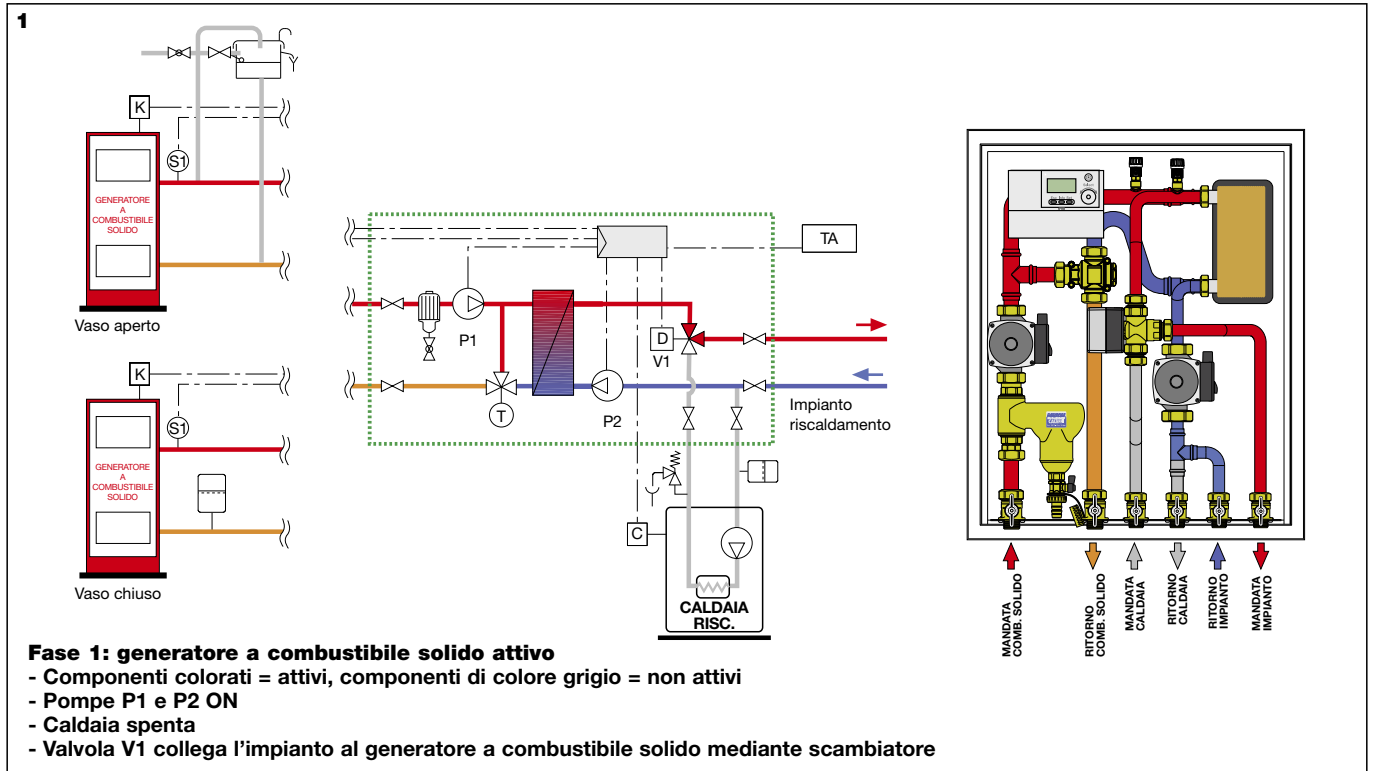 1
K
S1
GENERATORE
A
COMBUSTIBILE
SOLIDO
Vaso aperto
K
S1
GENERATORE
A
COMBUSTIBILE
SOLIDO
Vaso chiuso
TA
P1
D
V1
T
P2
Impianto
riscaldamento
C
CALDAIA
RISC.
MANDATA
COMB. SOLIDO
RITORNO
COMB. SOLIDO
MANDATA
CALDAIA
RITORNO
CALDAIA
RITORNO
IMPIANTO
MANDATA
IMPIANTO
Fase 1: generatore a combustibile solido attivo
- Componenti colorati = attivi, componenti di colore grigio = non attivi
- Pompe P1 e P2 ON
- Caldaia spenta
- Valvola V1 collega l’impianto al generatore a combustibile solido mediante scambiatore